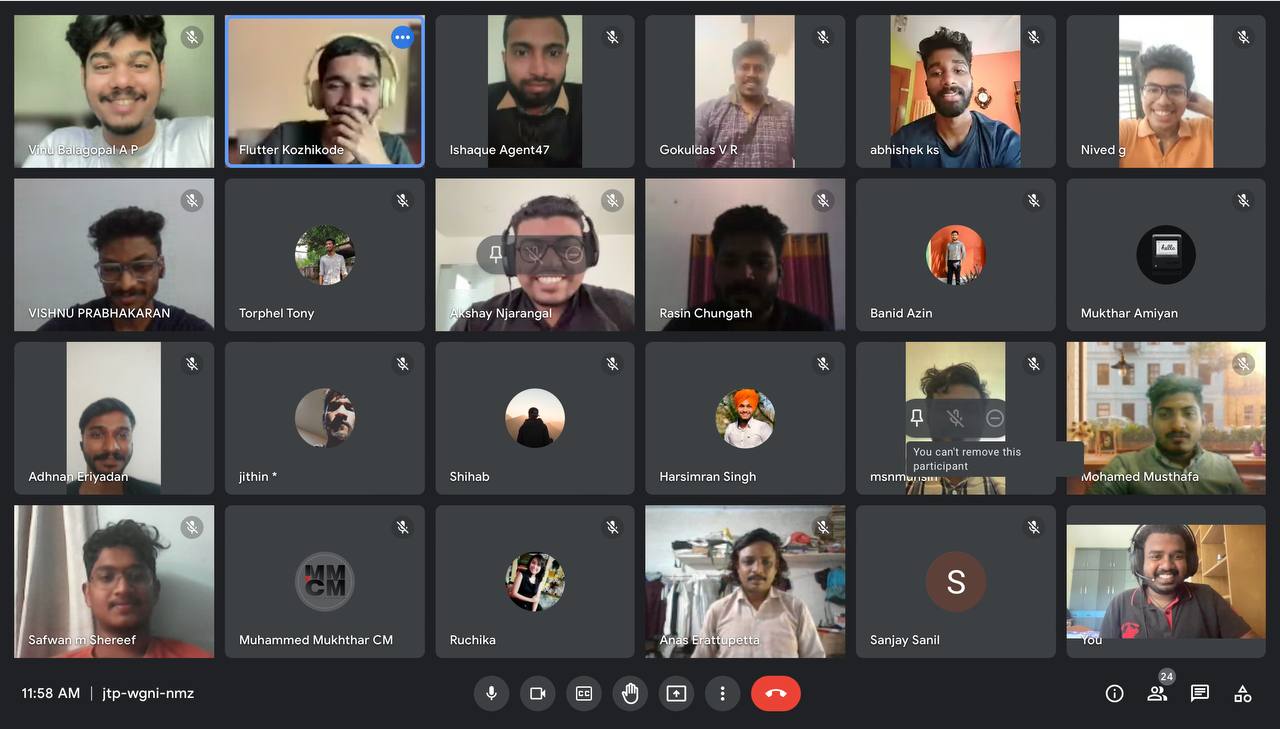 Vinu Balagopal A P
Flutter Kozhikode
Ishaque Agent47
Gokuldas V R
abhishek ks
Nived g
VISHNU PRABHAKARAN
Torphel Tony
Akshay Njarangal
Rasin Chungath
Banid Azin
hello
Mukthar Amiyan
Adhnan Eriyadan
jithin *
Shihab
Harsimran Singh
You can't remove this
participant
msnmuhsin
Mohamed Musthafa
Safwan m Shereef
MM
CM
Muhammed Mukhthar CM
Ruchika
Anas Erattupetta
S
Sanjay Sanil
You
11:58 AM | jtp-wgni-nmz
CC
24